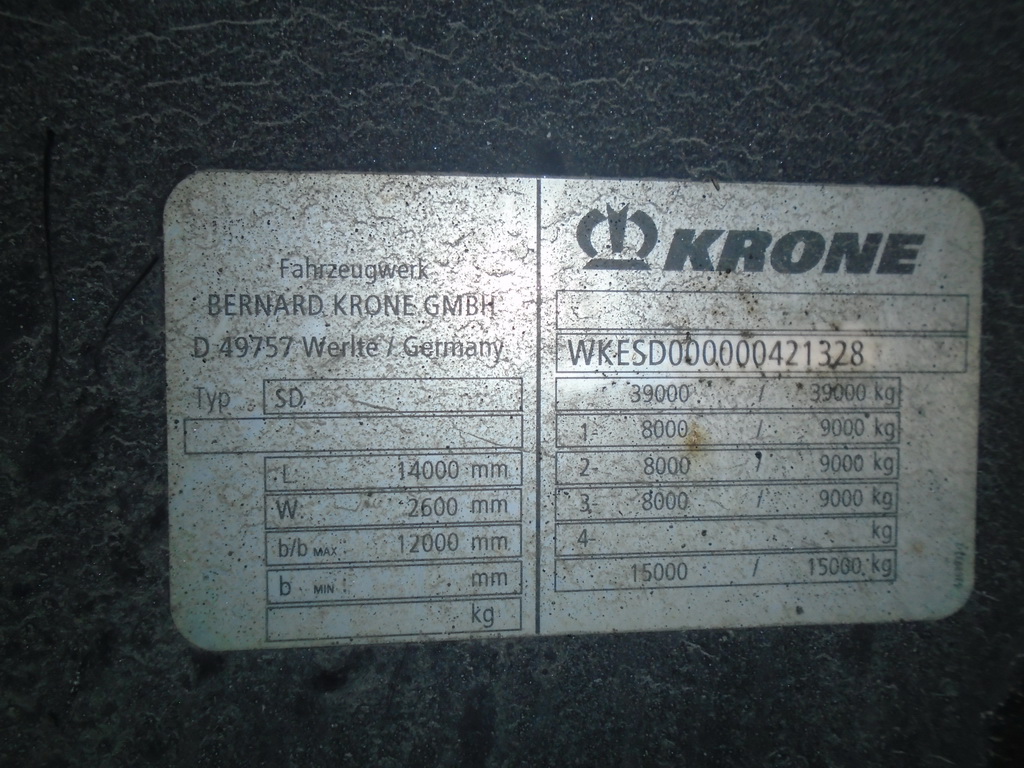 Fahrzeugwerk
BERNARD KRONE GMBH
D 49757 Werlte / Germany
Typ SD
L 14000 mm
W 2600 mm
b/b MAX 12000 mm
b MIN mm
kg
KRONE
WKESD000000421328
39000 / 39000 kg
1- 8000 / 9000 kg
2- 8000 / 9000 kg
3- 8000 / 9000 kg
4- kg
15000 / 15000 kg